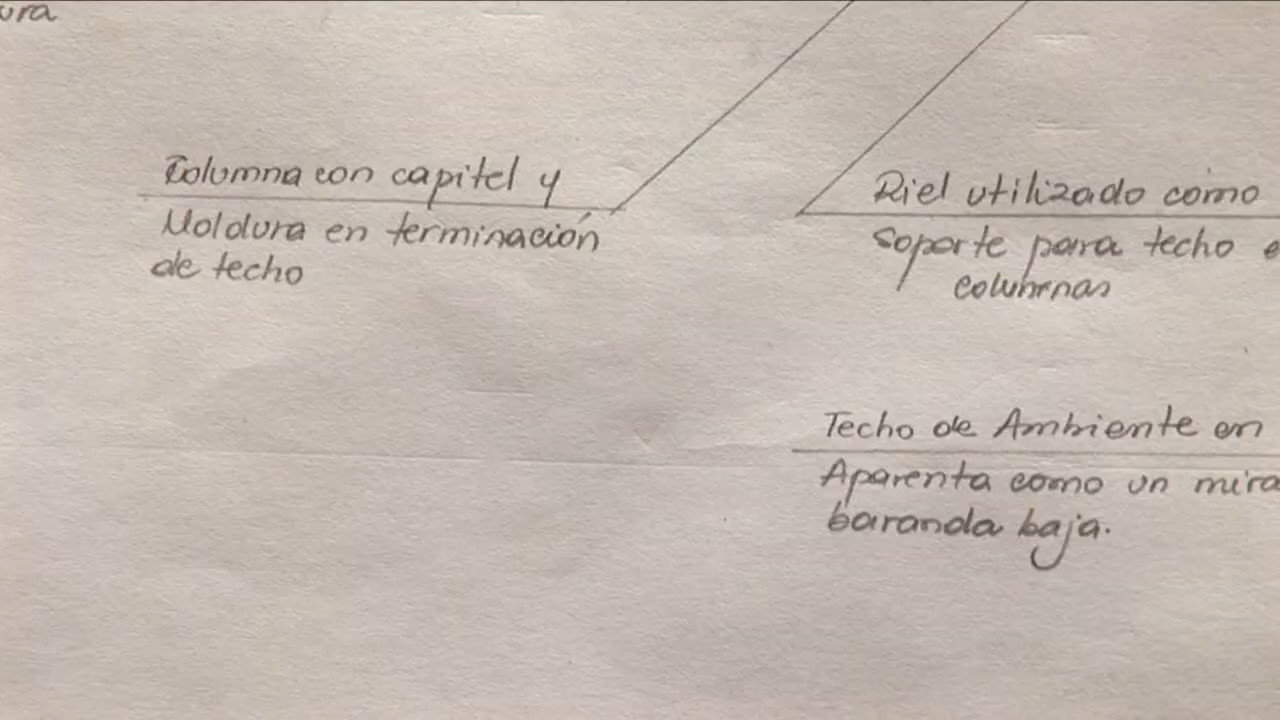 Columna con capitel y
Moldura en terminación
de techo
Riel utilizado como
soporte para techo
columnas
Techo de Ambiente en
Aparenta como un
baranda baja.